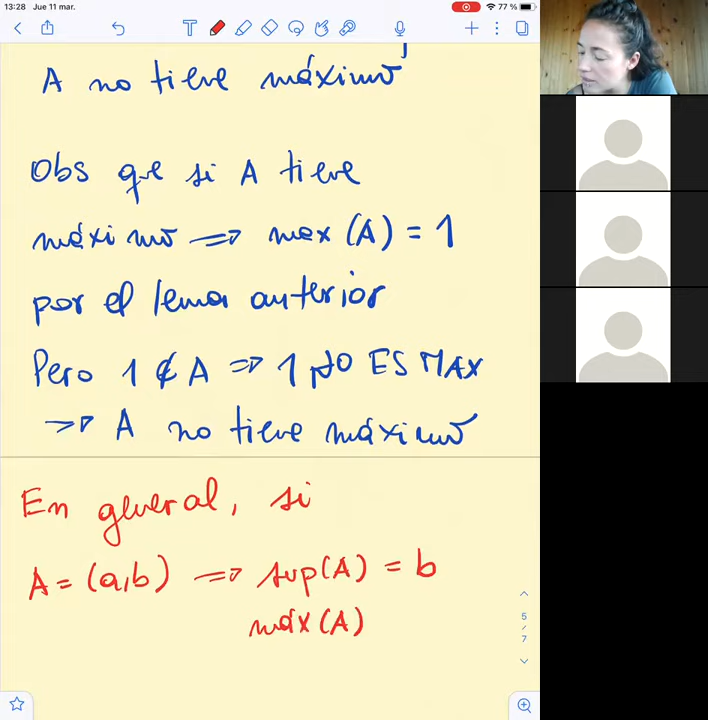 13:28 Jue 11 mar.
77 %
T
A no tiene máximo
Obs que si A tiene
máximo => max (A) = 1
por el lema anterior
Pero 1 ∉ A => 1 NO ES MAX
=> A no tiene máximo
En general, si
A = (a,b) => sup(A) = b
máx (A)
5
/
7